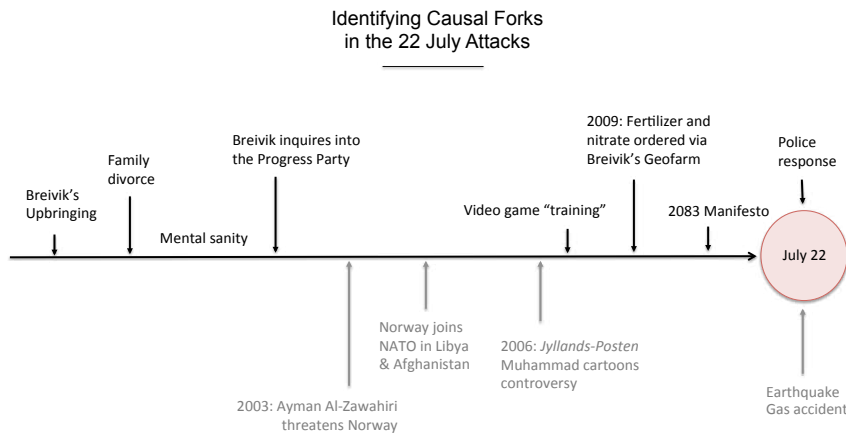 Identifying Causal Forks
in the 22 July Attacks
Breivik's
Upbringing
Family
divorce
Mental sanity
Breivik inquires into
the Progress Party
Video game “training”
2009: Fertilizer and
nitrate ordered via
Breivik's Geofarm
2083 Manifesto
Police
response
July 22
2003: Ayman Al-Zawahiri
threatens Norway
Norway joins
NATO in Libya
& Afghanistan
2006: Jyllands-Posten
Muhammad cartoons
controversy
Earthquake
Gas accident